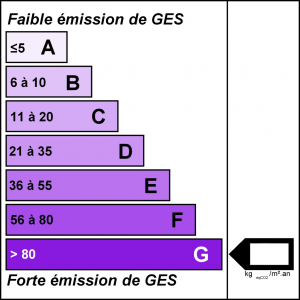 Faible émission de GES
≤5 A
6 à 10 B
11 à 20 C
21 à 35 D
36 à 55 E
56 à 80 F
> 80 G
kg eqCO2 /m².an
Forte émission de GES